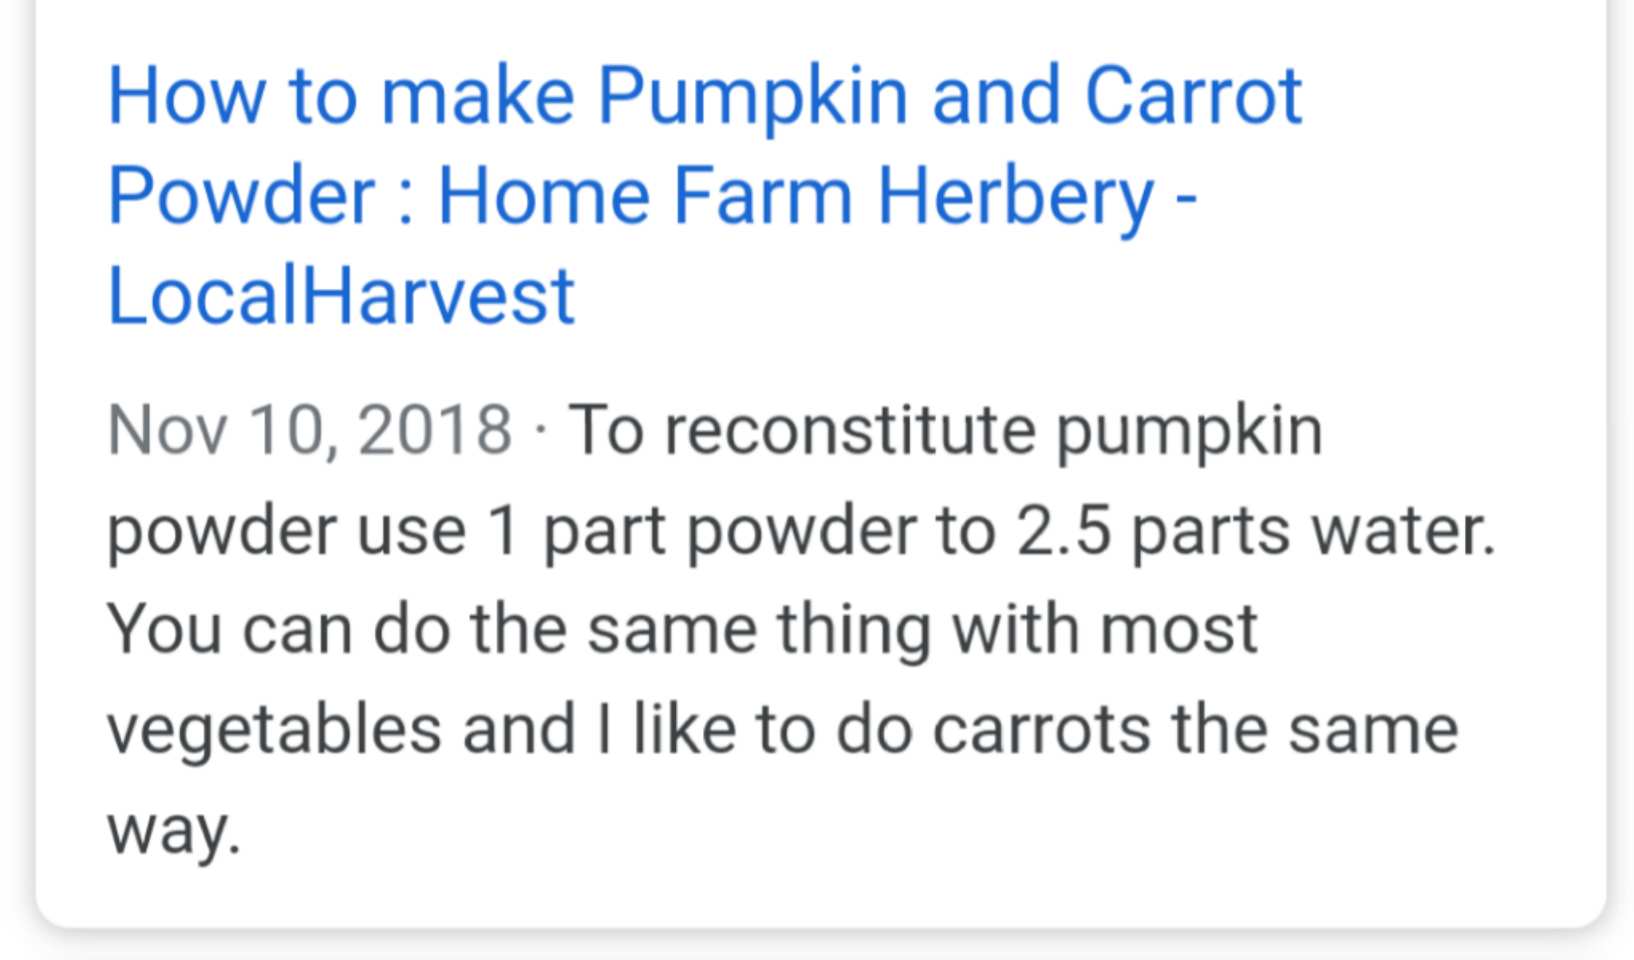 How to make Pumpkin and Carrot
Powder : Home Farm Herbery -
LocalHarvest
Nov 10, 2018 · To reconstitute pumpkin
powder use 1 part powder to 2.5 parts water.
You can do the same thing with most
vegetables and I like to do carrots the same
way.